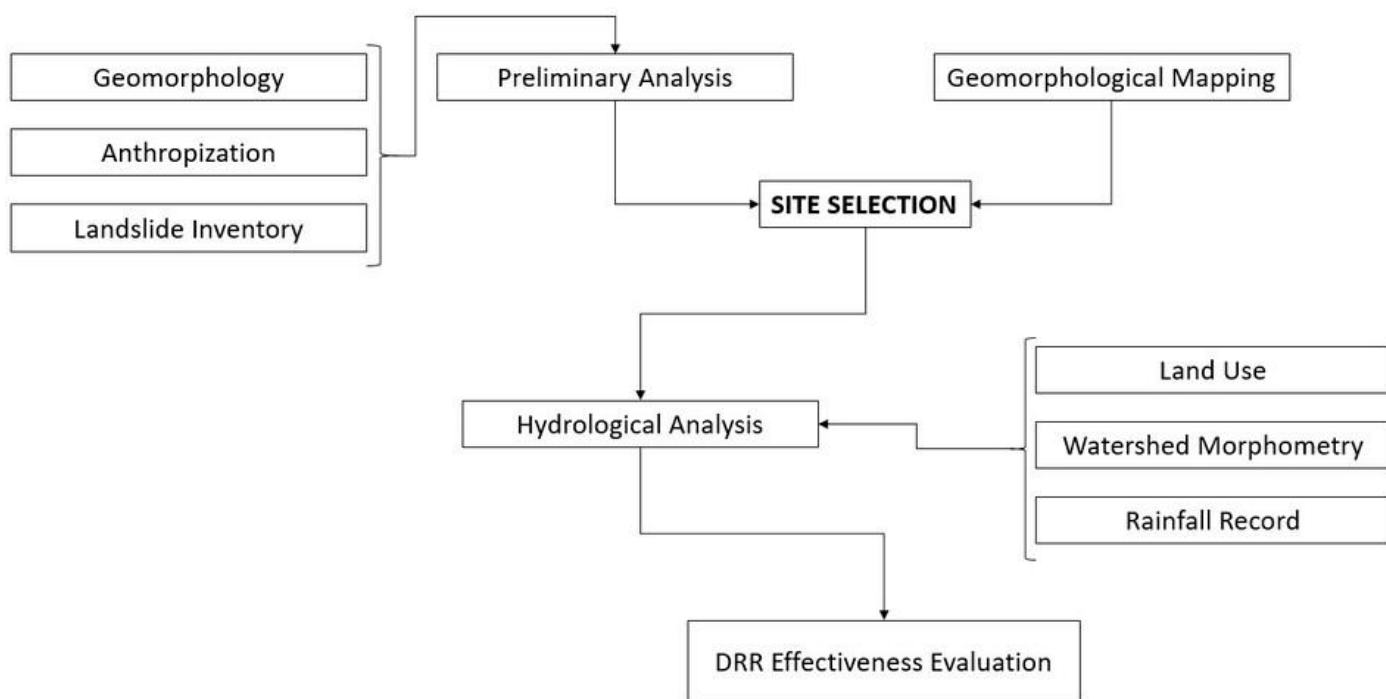 Geomorphology
Anthropization
Landslide Inventory
Preliminary Analysis
Geomorphological Mapping
SITE SELECTION
Hydrological Analysis
Land Use
Watershed Morphometry
Rainfall Record
DRR Effectiveness Evaluation